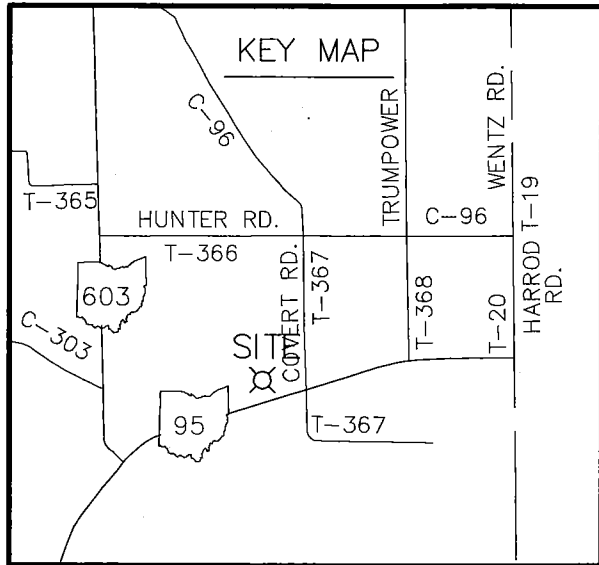 KEY MAP
C-96
TRUMPOWER
WENTZ RD.
T-365
HUNTER RD.
C-96
T-366
HARROD T-19
RD.
COVERT RD.
T-367
603
T-368
T-20
C-303
SITE
95
T-367